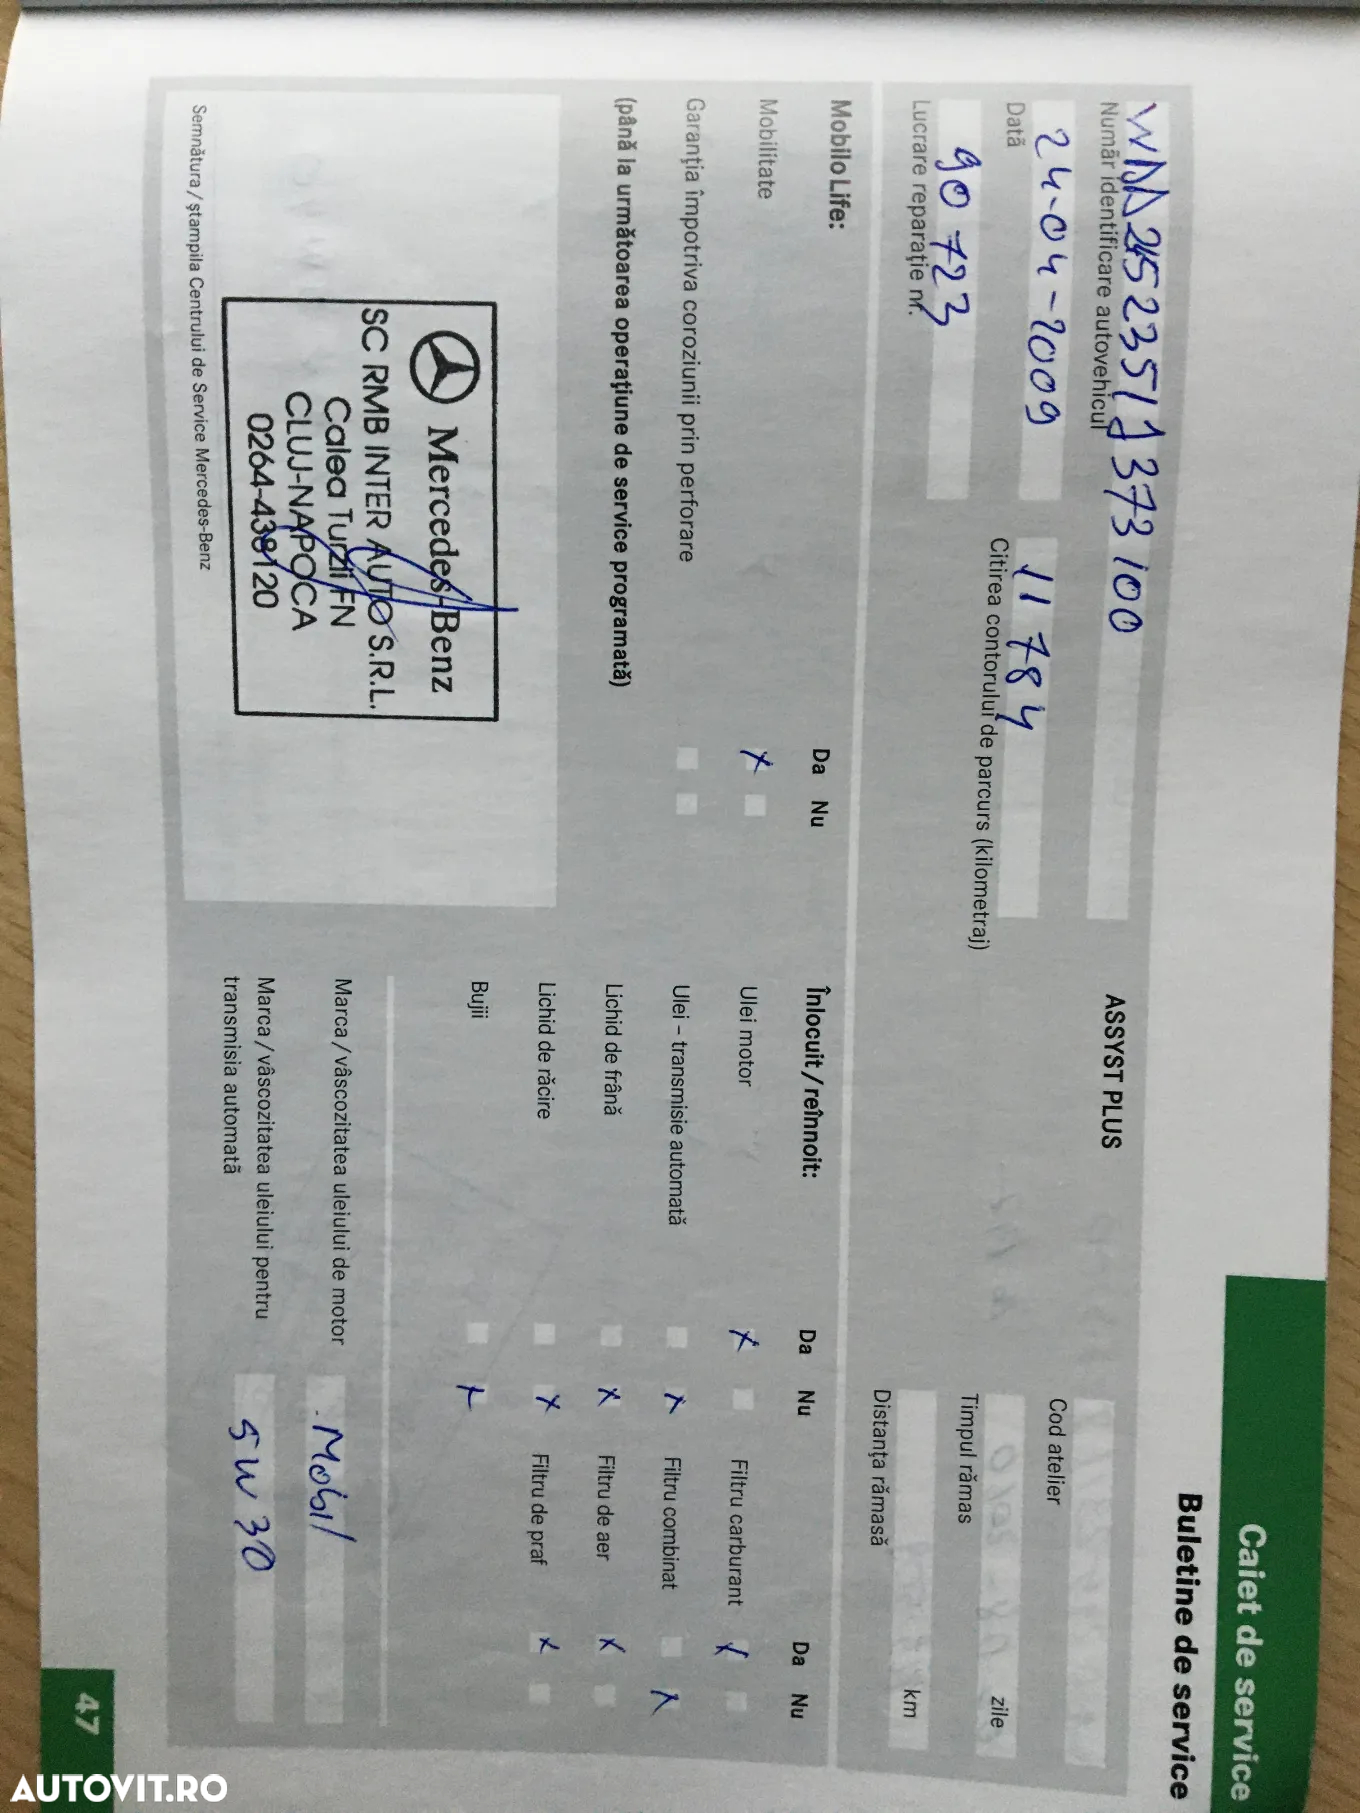 Caiet de service
Buletine de service
WDD2452351J373100
Număr identificare autovehicul
24-04-2009
Dată
11784
Citirea contorului de parcurs (kilometraj)
90723
Lucrare reparație nr.
ASSYST PLUS
Cod atelier
Timpul rămas
zile
Distanța rămasă
km
Mobilo Life:
Da Nu
Mobilitate
x
Garanția împotriva coroziunii prin perforare
(până la următoarea operațiune de service programată)
Mercedes-Benz
SC RMB INTER AUTO S.R.L.
Calea Turzii FN
CLUJ-NAPOCA
0264-438120
Semnătura / ștampila Centrului de Service Mercedes-Benz
Înlocuit / reînnoit:
Da Nu
Da Nu
Ulei motor
x
Filtru carburant
x
Ulei – transmisie automată
x
Filtru combinat
x
Lichid de frână
x
Filtru de aer
x
Lichid de răcire
x
Filtru de praf
x
Bujii
x
Marca / vâscozitatea uleiului de motor
Mobil
Marca / vâscozitatea uleiului pentru
transmisia automată
5W30
47
AUTOVIT.RO